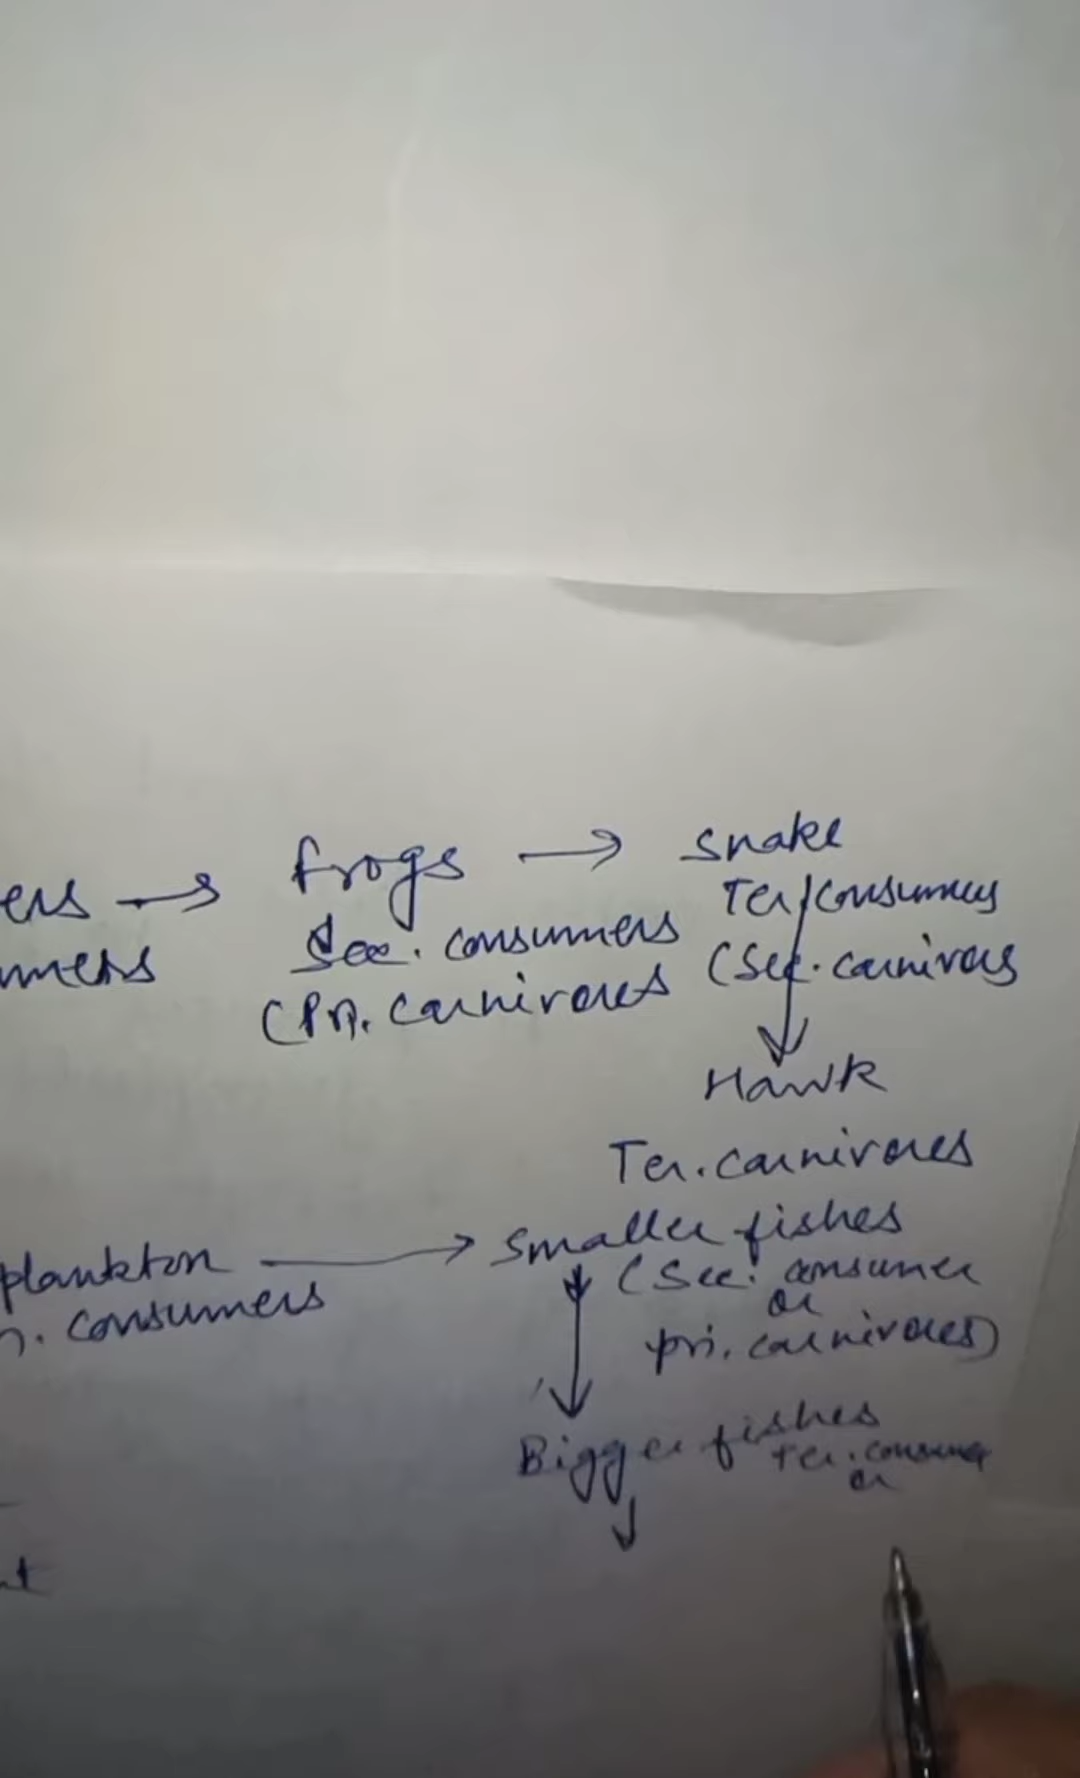 ers → frogs → snake
umers Sec. consumers Ter/consumers
(Pri. carnivores (Sec. carnivores
Hawk
Ter. carnivores
plankton → Smaller fishes
. consumers (Sec. consumer
or
pri. carnivores)
Bigger fishes
Ter. consumer
or